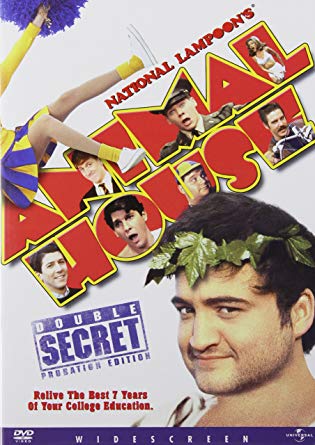 NATIONAL LAMPOON'S
ANIMAL
HOUSE
DOUBLE
SECRET
PROBATION EDITION
Relive The Best 7 Years
Of Your College Education.
DVD
VIDEO
WIDESCREEN
UNIVERSAL